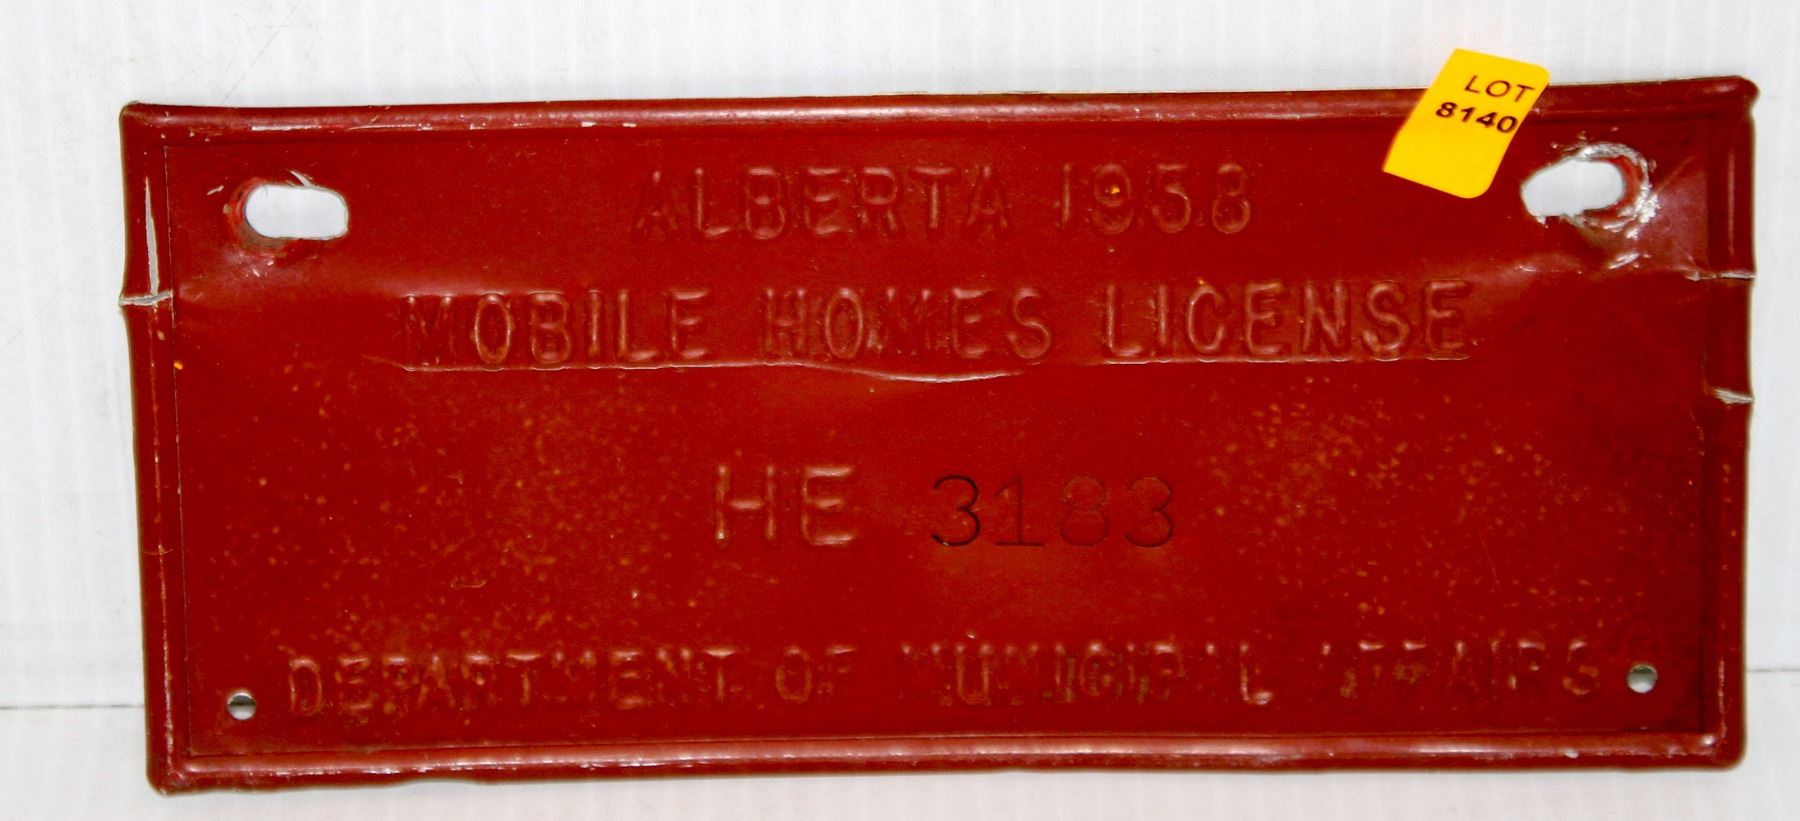 LOT
8140
ALBERTA 1958
MOBILE HOMES LICENSE
HE 3183
DEPARTMENT OF MUNICIPAL AFFAIRS